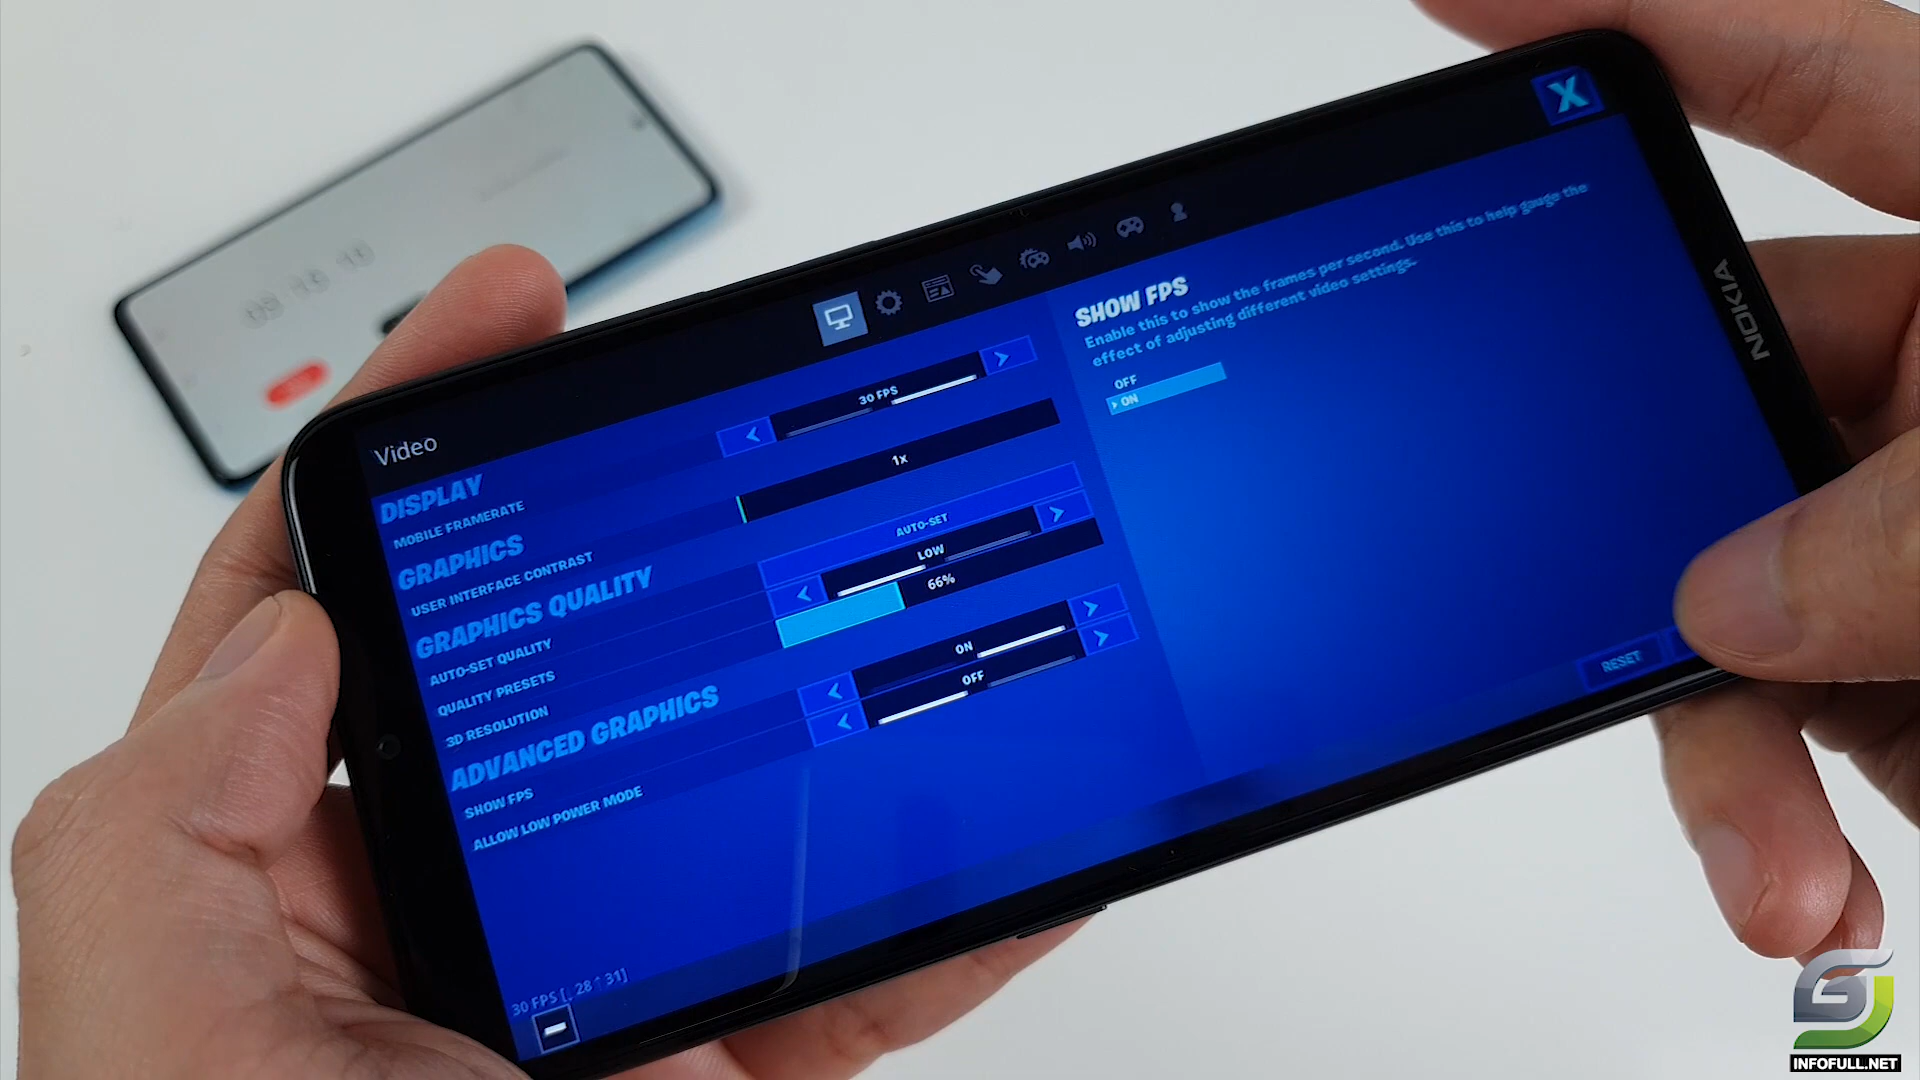 X
SHOW FPS
Enable this to show the frames per second. Use this to help gauge the
effect of adjusting different video settings.
OFF
ON
NOKIA
Video
DISPLAY
MOBILE FRAMERATE
30 FPS
GRAPHICS
USER INTERFACE CONTRAST
1x
GRAPHICS QUALITY
AUTO-SET QUALITY
AUTO-SET
QUALITY PRESETS
LOW
3D RESOLUTION
66%
ADVANCED GRAPHICS
SHOW FPS
ON
ALLOW LOW POWER MODE
OFF
RESET
30 FPS [↓ 28 ↑ 31]
INFOFULL.NET